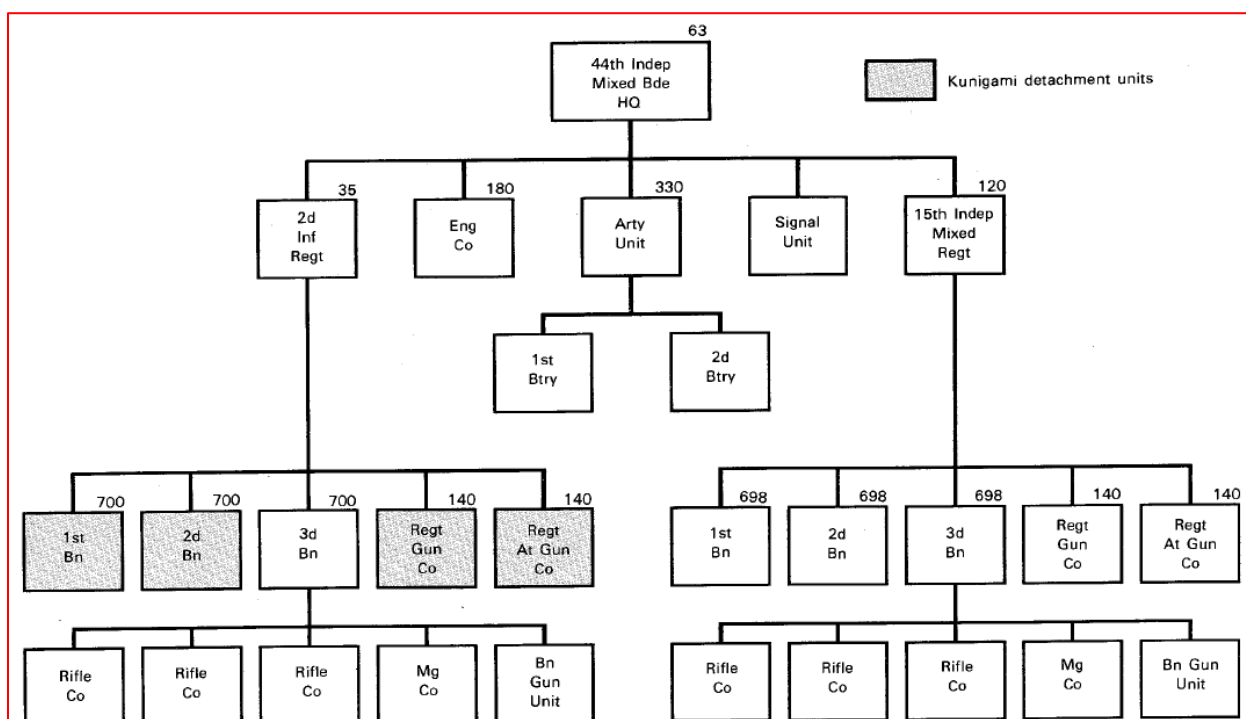 63
44th Indep
Mixed Bde
HQ
Kunigami detachment units
35
2d
Inf
Regt
180
Eng
Co
330
Arty
Unit
Signal
Unit
120
15th Indep
Mixed
Regt
1st
Btry
2d
Btry
700
1st
Bn
700
2d
Bn
700
3d
Bn
140
Regt
Gun
Co
140
Regt
At Gun
Co
698
1st
Bn
698
2d
Bn
698
3d
Bn
140
Regt
Gun
Co
140
Regt
At Gun
Co
Rifle
Co
Rifle
Co
Rifle
Co
Mg
Co
Bn
Gun
Unit
Rifle
Co
Rifle
Co
Rifle
Co
Mg
Co
Bn Gun
Unit